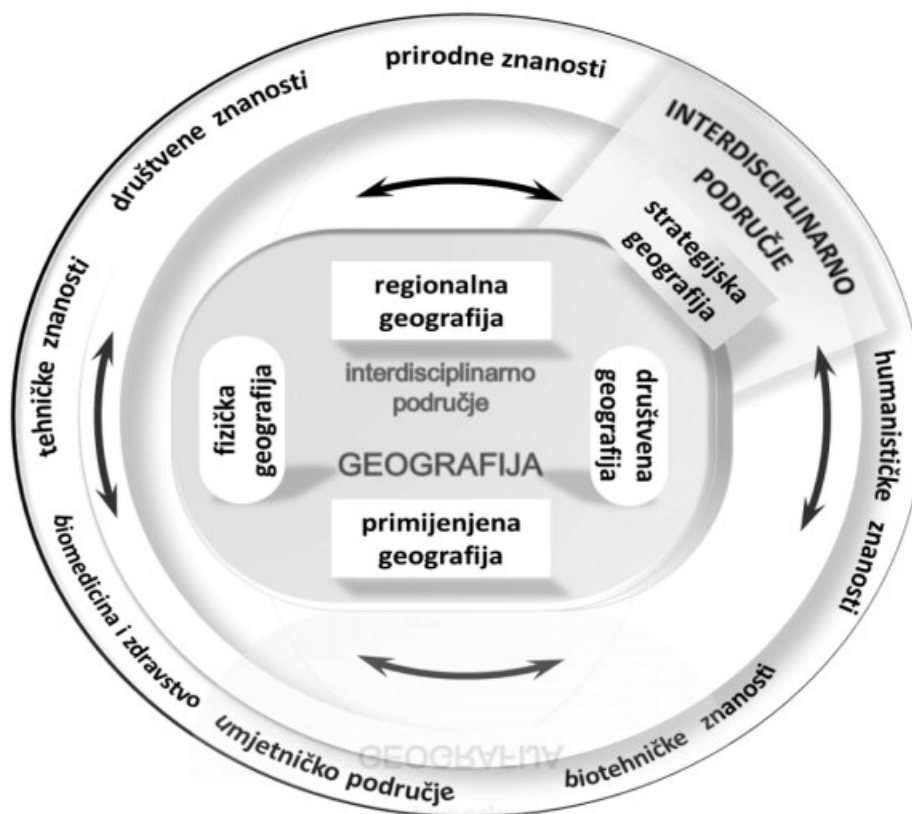 prirodne znanosti
društvene znanosti
tehničke znanosti
biomedicina i zdravstvo
umjetničko područje
biotehničke znanosti
humanističke znanosti
INTERDISCIPLINARNO
PODRUČJE
strategijska
geografija
regionalna
geografija
interdisciplinarno
područje
fizička
geografija
društvena
geografija
GEOGRAFIJA
primijenjena
geografija
GEOGRAFIJA